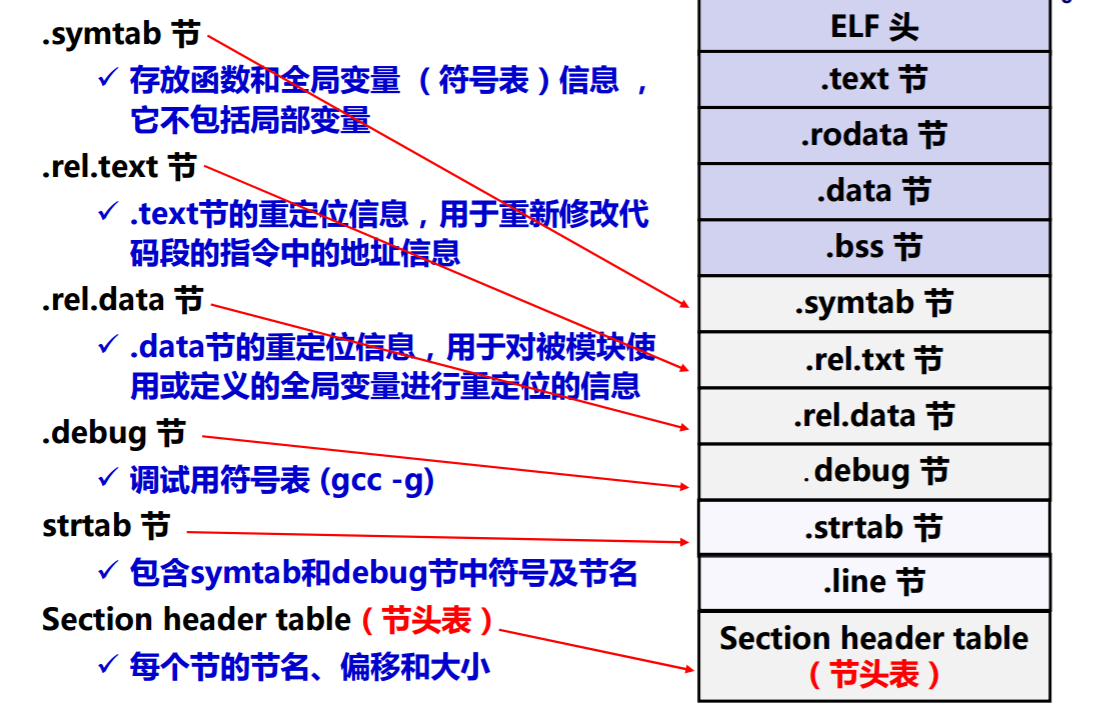 .symtab 节
✓ 存放函数和全局变量 ( 符号表 ) 信息 ，
它不包括局部变量
.rel.text 节
✓ .text节的重定位信息，用于重新修改代
码段的指令中的地址信息
.rel.data 节
✓ .data节的重定位信息，用于对被模块使
用或定义的全局变量进行重定位的信息
.debug 节
✓ 调试用符号表 (gcc -g)
strtab 节
✓ 包含symtab和debug节中符号及节名
Section header table ( 节头表 )
✓ 每个节的节名、偏移和大小
ELF 头
.text 节
.rodata 节
.data 节
.bss 节
.symtab 节
.rel.txt 节
.rel.data 节
.debug 节
.strtab 节
.line 节
Section header table
( 节头表 )